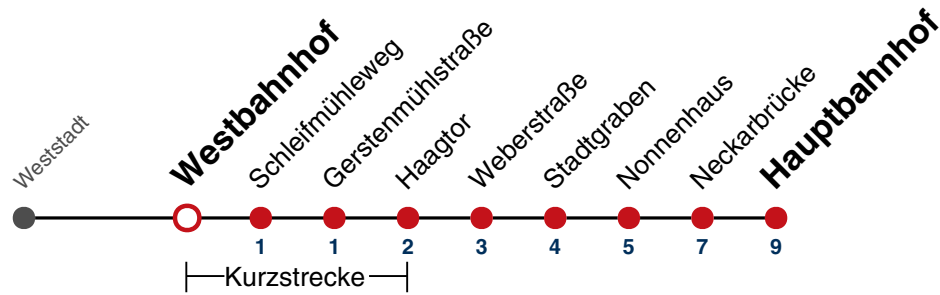 Weststadt
Westbahnhof
Schleifmühleweg
Gerstenmühlstraße
Haagtor
Weberstraße
Stadtgraben
Nonnenhaus
Neckarbrücke
Hauptbahnhof
1 1 2 3 4 5 7 9
Kurzstrecke